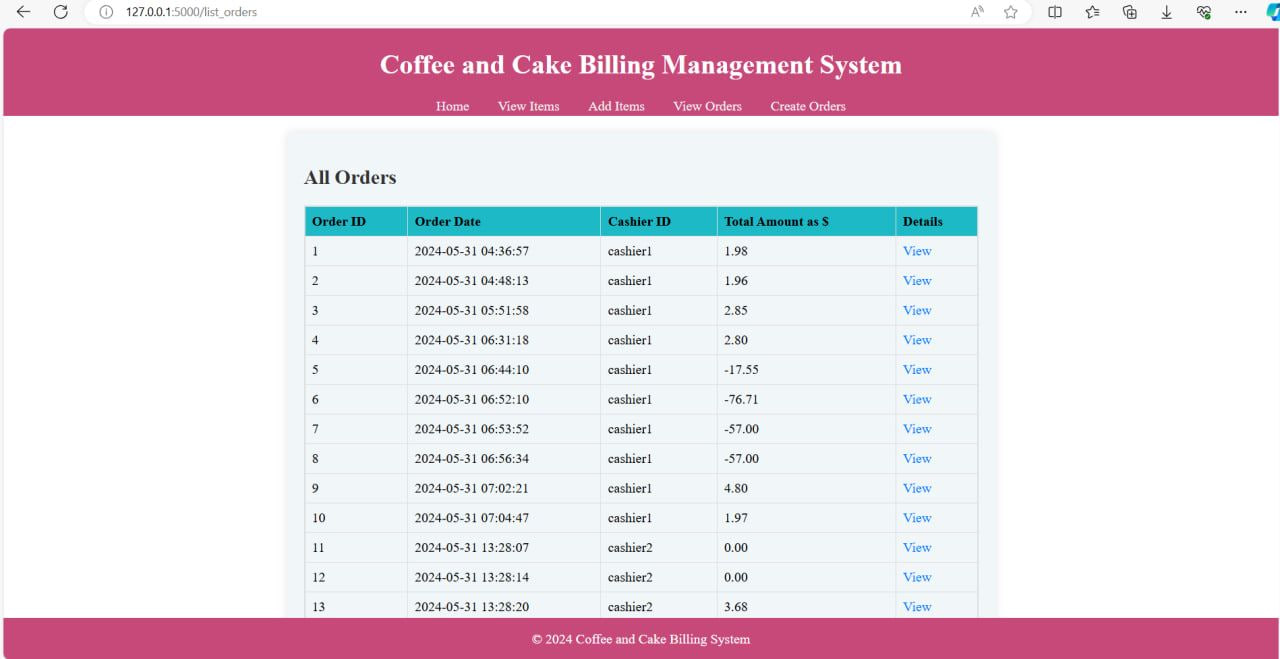 127.0.0.1:5000/list_orders
Coffee and Cake Billing Management System
Home View Items Add Items View Orders Create Orders
All Orders
Order ID Order Date Cashier ID Total Amount as $ Details
1 2024-05-31 04:36:57 cashier1 1.98 View
2 2024-05-31 04:48:13 cashier1 1.96 View
3 2024-05-31 05:51:58 cashier1 2.85 View
4 2024-05-31 06:31:18 cashier1 2.80 View
5 2024-05-31 06:44:10 cashier1 -17.55 View
6 2024-05-31 06:52:10 cashier1 -76.71 View
7 2024-05-31 06:53:52 cashier1 -57.00 View
8 2024-05-31 06:56:34 cashier1 -57.00 View
9 2024-05-31 07:02:21 cashier1 4.80 View
10 2024-05-31 07:04:47 cashier1 1.97 View
11 2024-05-31 13:28:07 cashier2 0.00 View
12 2024-05-31 13:28:14 cashier2 0.00 View
13 2024-05-31 13:28:20 cashier2 3.68 View
© 2024 Coffee and Cake Billing System